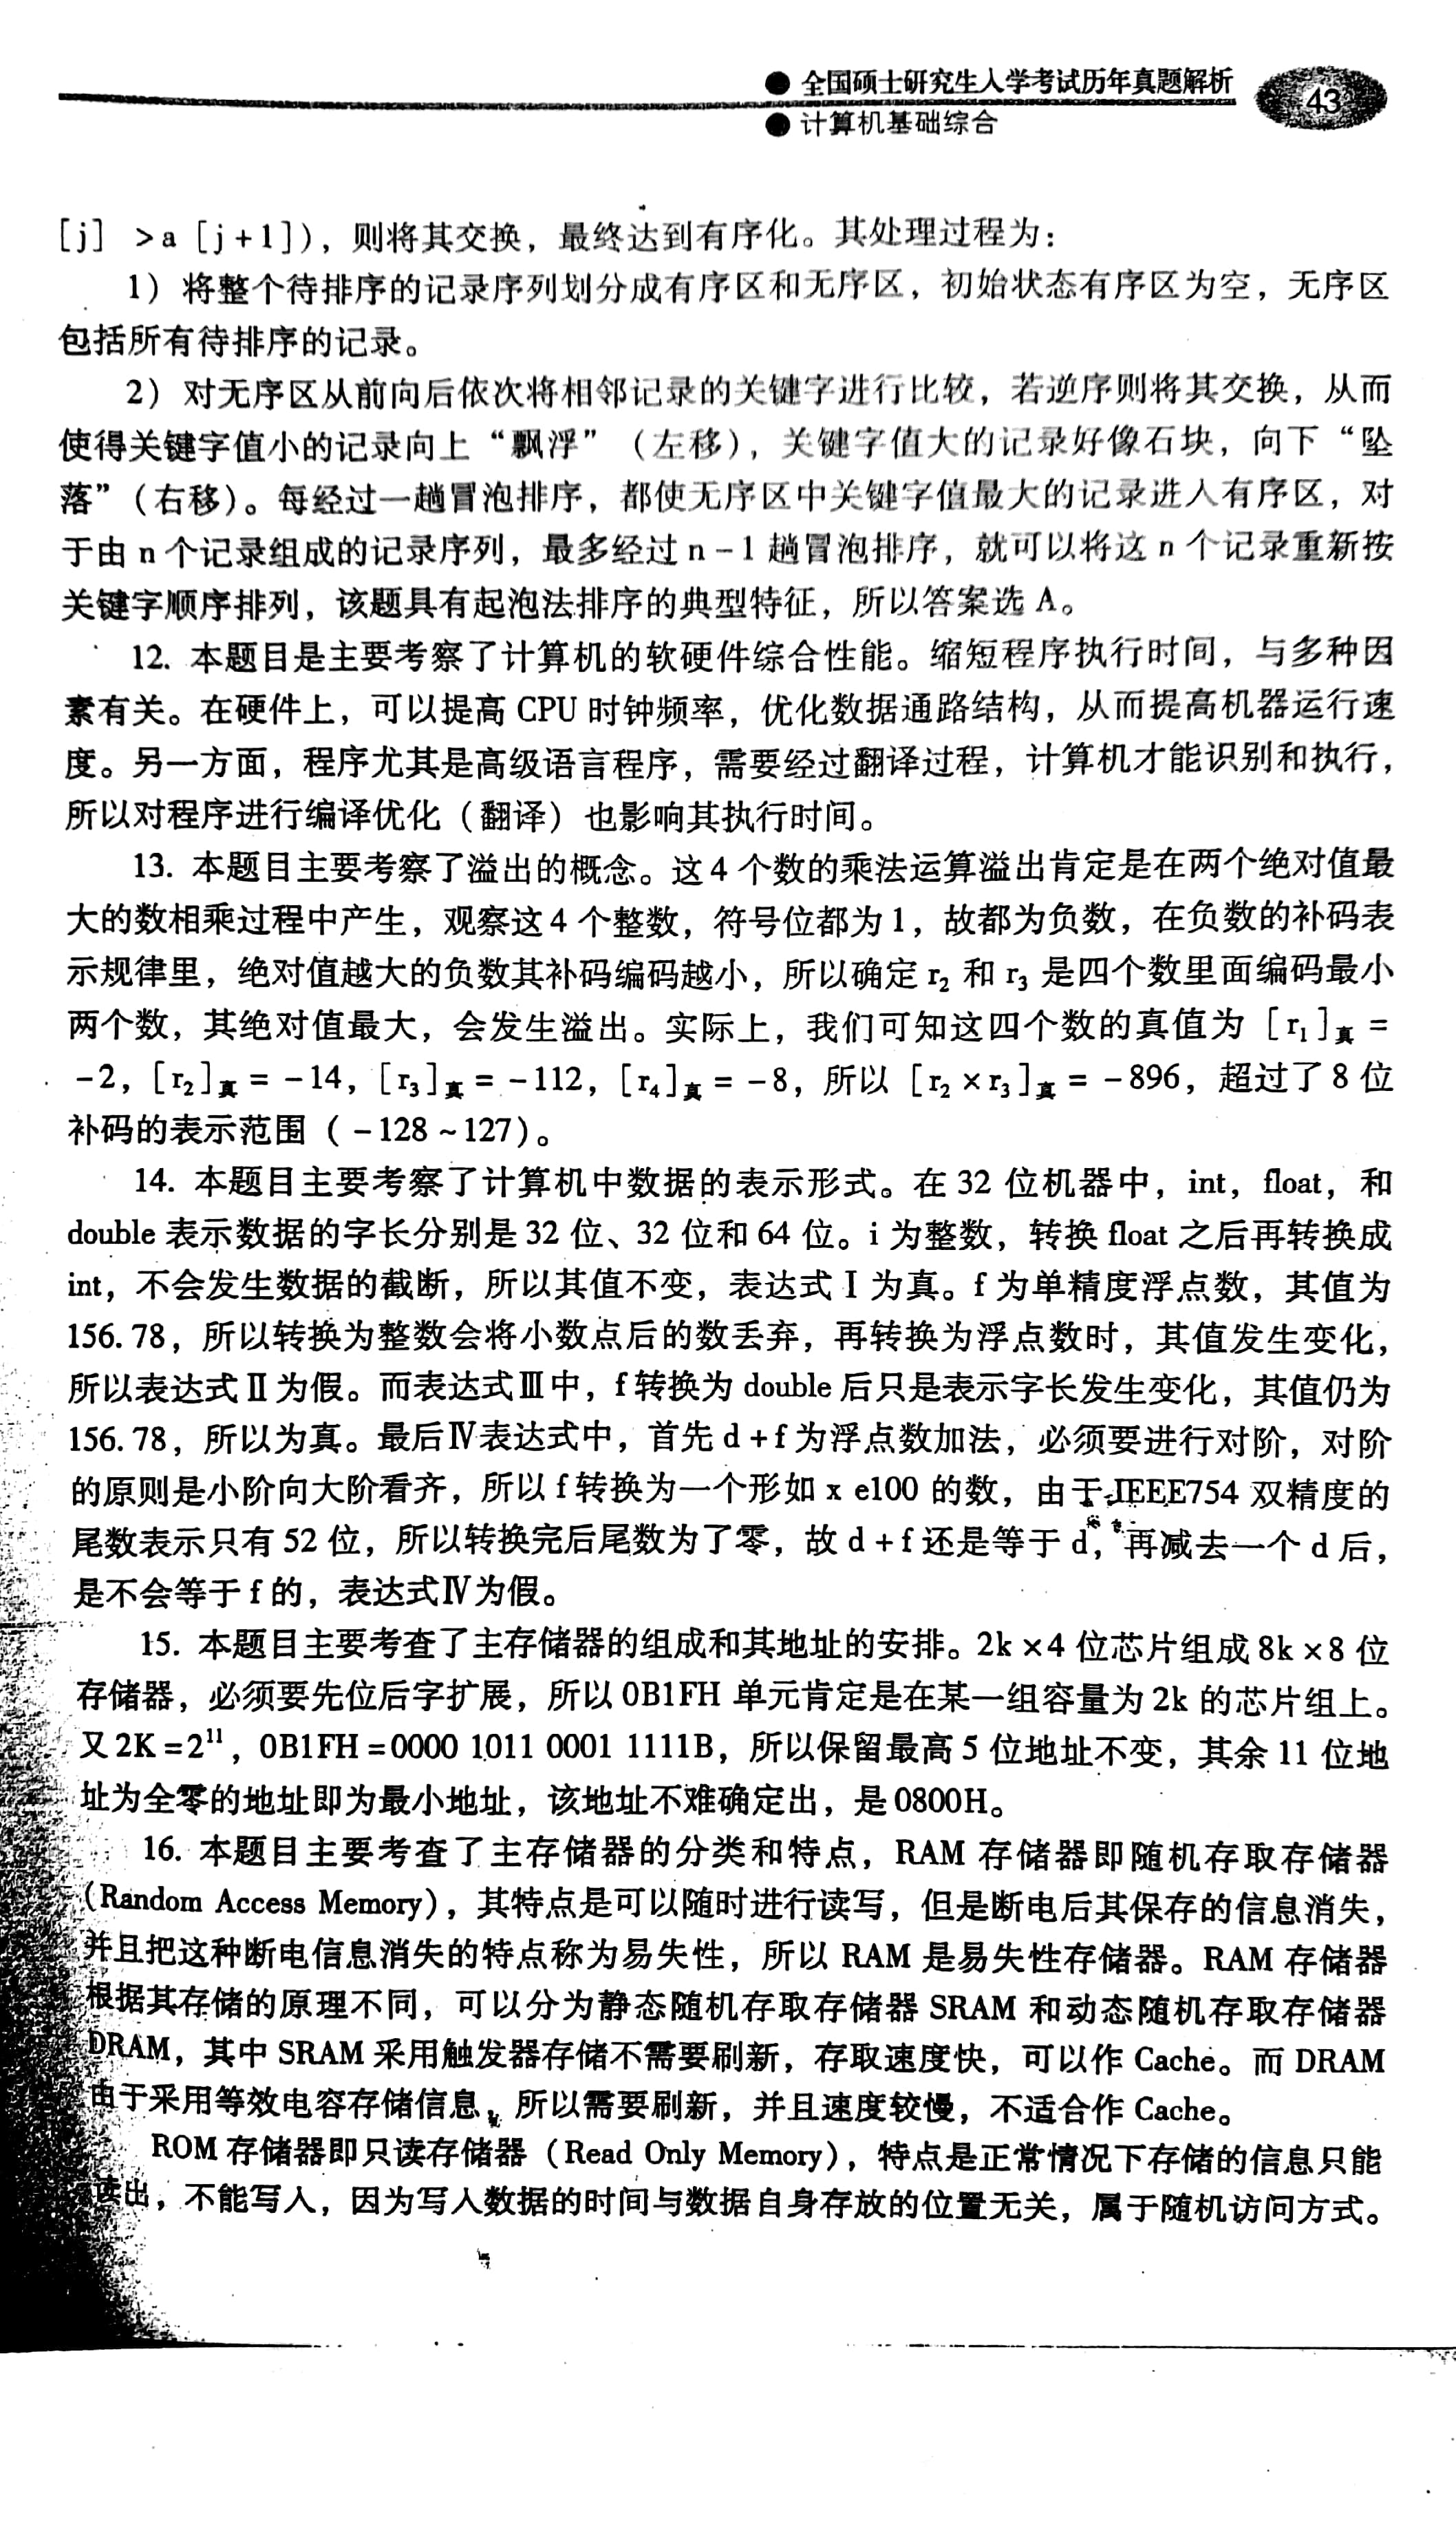 全国硕士研究生入学考试历年真题解析
43
计算机基础综合
[j] >a [j+1])，则将其交换，最终达到有序化。其处理过程为：
1）将整个待排序的记录序列划分成有序区和无序区，初始状态有序区为空，无序区
包括所有待排序的记录。
2）对无序区从前向后依次将相邻记录的关键字进行比较，若逆序则将其交换，从而
使得关键字值小的记录向上“飘浮”（左移），关键字值大的记录好像石块，向下“坠
落”（右移）。每经过一趟冒泡排序，都使无序区中关键字值最大的记录进入有序区，对
于由 n 个记录组成的记录序列，最多经过 n－1 趟冒泡排序，就可以将这 n 个记录重新按
关键字顺序排列，该题具有起泡法排序的典型特征，所以答案选 A。
12. 本题目是主要考察了计算机的软硬件综合性能。缩短程序执行时间，与多种因
素有关。在硬件上，可以提高 CPU 时钟频率，优化数据通路结构，从而提高机器运行速
度。另一方面，程序尤其是高级语言程序，需要经过翻译过程，计算机才能识别和执行，
所以对程序进行编译优化（翻译）也影响其执行时间。
13. 本题目主要考察了溢出的概念。这 4 个数的乘法运算溢出肯定是在两个绝对值最
大的数相乘过程中产生，观察这 4 个整数，符号位都为 1，故都为负数，在负数的补码表
示规律里，绝对值越大的负数其补码编码越小，所以确定 r₂ 和 r₃ 是四个数里面编码最小
两个数，其绝对值最大，会发生溢出。实际上，我们可知这四个数的真值为［r₁］真 =
－2，［r₂］真 = －14，［r₃］真 = －112，［r₄］真 = －8，所以［r₂×r₃］真 = －896，超过了 8 位
补码的表示范围（－128～127）。
14. 本题目主要考察了计算机中数据的表示形式。在 32 位机器中，int，float，和
double 表示数据的字长分别是 32 位、32 位和 64 位。i 为整数，转换 float 之后再转换成
int，不会发生数据的截断，所以其值不变，表达式 Ⅰ 为真。f 为单精度浮点数，其值为
156.78，所以转换为整数会将小数点后的数丢弃，再转换为浮点数时，其值发生变化，
所以表达式 Ⅱ 为假。而表达式Ⅲ中，f 转换为 double 后只是表示字长发生变化，其值仍为
156.78，所以为真。最后Ⅳ表达式中，首先 d+f 为浮点数加法，必须要进行对阶，对阶
的原则是小阶向大阶看齐，所以 f 转换为一个形如 x e100 的数，由于 IEEE754 双精度的
尾数表示只有 52 位，所以转换完后尾数为了零，故 d+f 还是等于 d，再减去一个 d 后，
是不会等于 f 的，表达式Ⅳ为假。
15. 本题目主要考查了主存储器的组成和其地址的安排。2k×4 位芯片组成 8k×8 位
存储器，必须要先位后字扩展，所以 0B1FH 单元肯定是在某一组容量为 2k 的芯片组上。
又 2K=2¹¹，0B1FH=0000 1011 0001 1111B，所以保留最高 5 位地址不变，其余 11 位地
址为全零的地址即为最小地址，该地址不难确定出，是 0800H。
16. 本题目主要考查了主存储器的分类和特点，RAM 存储器即随机存取存储器
（Random Access Memory），其特点是可以随时进行读写，但是断电后其保存的信息消失，
并且把这种断电信息消失的特点称为易失性，所以 RAM 是易失性存储器。RAM 存储器
根据其存储的原理不同，可以分为静态随机存取存储器 SRAM 和动态随机存取存储器
DRAM，其中 SRAM 采用触发器存储不需要刷新，存取速度快，可以作 Cache。而 DRAM
由于采用等效电容存储信息，所以需要刷新，并且速度较慢，不适合作 Cache。
ROM 存储器即只读存储器（Read Only Memory），特点是正常情况下存储的信息只能
读出，不能写入，因为写入数据的时间与数据自身存放的位置无关，属于随机访问方式。